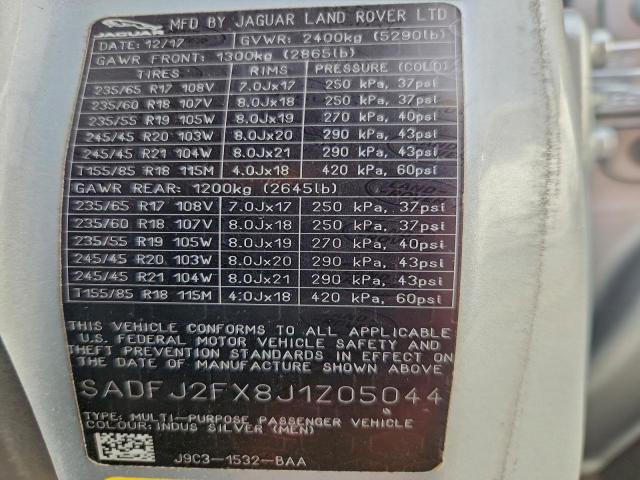 JAGUAR
MFD BY JAGUAR LAND ROVER LTD
DATE: 12/17 GVWR: 2400kg (5290lb)
GAWR FRONT: 1300kg (2865lb)
TIRES RIMS PRESSURE (COLD)
235/65 R17 108V 7.0Jx17 250 kPa, 37psi
235/60 R18 107V 8.0Jx18 250 kPa, 37psi
235/55 R19 105W 8.0Jx19 270 kPa, 40psi
245/45 R20 103W 8.0Jx20 290 kPa, 43psi
245/45 R21 104W 8.0Jx21 290 kPa, 43psi
T155/85 R18 115M 4.0Jx18 420 kPa, 60psi
GAWR REAR: 1200kg (2645lb)
235/65 R17 108V 7.0Jx17 250 kPa, 37psi
235/60 R18 107V 8.0Jx18 250 kPa, 37psi
235/55 R19 105W 8.0Jx19 270 kPa, 40psi
245/45 R20 103W 8.0Jx20 290 kPa, 43psi
245/45 R21 104W 8.0Jx21 290 kPa, 43psi
T155/85 R18 115M 4.0Jx18 420 kPa, 60psi
THIS VEHICLE CONFORMS TO ALL APPLICABLE
U.S. FEDERAL MOTOR VEHICLE SAFETY AND
THEFT PREVENTION STANDARDS IN EFFECT ON
THE DATE OF MANUFACTURE SHOWN ABOVE
SADFJ2FX8J1Z05044
TYPE: MULTI-PURPOSE PASSENGER VEHICLE
COLOUR: INDUS SILVER (MEN)
J9C3-1532-BAA